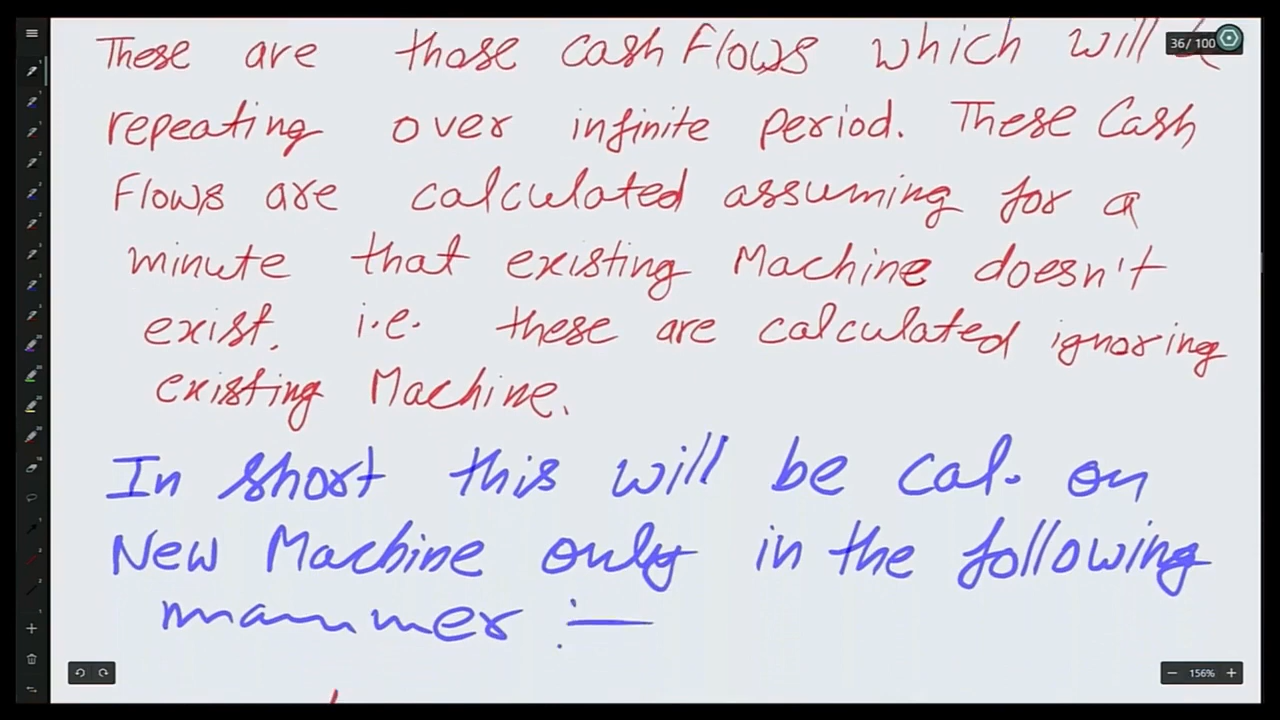 These are those cash Flows which will be
36/100
repeating over infinite period. These Cash
Flows are calculated assuming for a
minute that existing Machine doesn't
exist. i.e. these are calculated ignoring
existing Machine.
In short this will be cal. on
New Machine only in the following
manner :—
156%